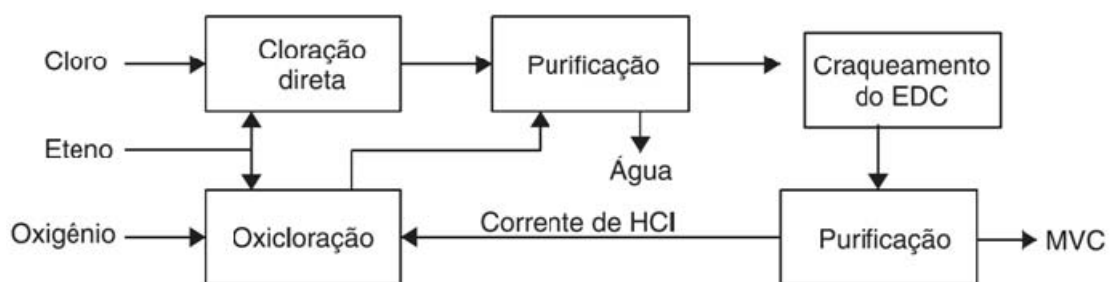 Cloro
Cloração
direta
Purificação
Craqueamento
do EDC
Eteno
Água
Oxigênio
Oxicloração
Corrente de HCl
Purificação
MVC